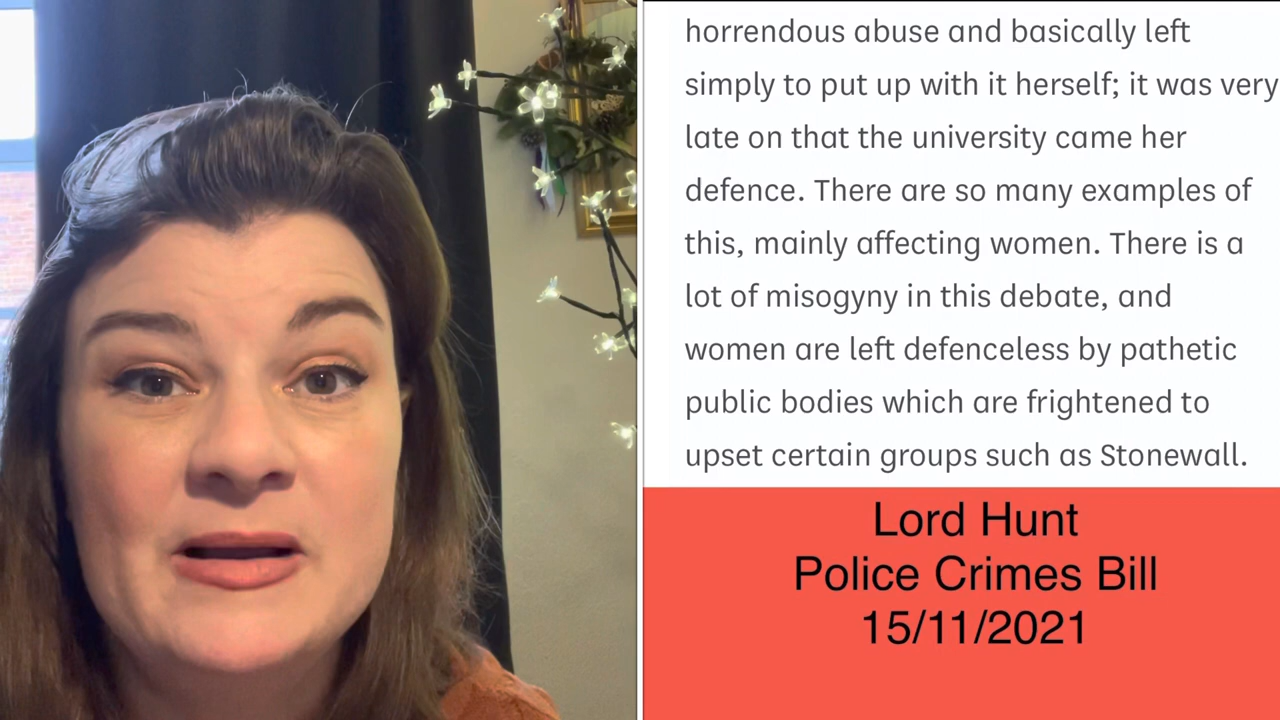 horrendous abuse and basically left
simply to put up with it herself; it was very
late on that the university came her
defence. There are so many examples of
this, mainly affecting women. There is a
lot of misogyny in this debate, and
women are left defenceless by pathetic
public bodies which are frightened to
upset certain groups such as Stonewall.
Lord Hunt
Police Crimes Bill
15/11/2021